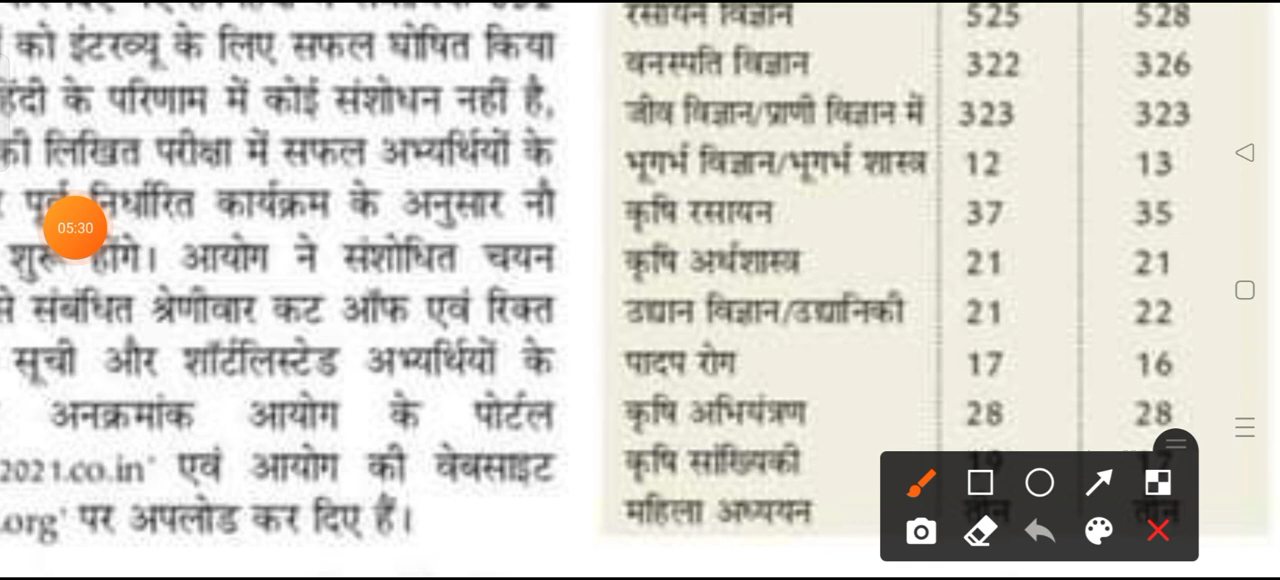 को इंटरव्यू के लिए सफल घोषित किया
हिंदी के परिणाम में कोई संशोधन नहीं है,
की लिखित परीक्षा में सफल अभ्यर्थियों के
निर्धारित कार्यक्रम के अनुसार नौ
शुरू होंगे। आयोग ने संशोधित चयन
से संबंधित श्रेणीवार कट ऑफ एवं रिक्त
सूची और शॉर्टलिस्टेड अभ्यर्थियों के
अनक्रमांक आयोग के पोर्टल
2021.co.in' एवं आयोग की वेबसाइट
.org' पर अपलोड कर दिए हैं।
05:30
रसायन विज्ञान 525 528
वनस्पति विज्ञान 322 326
जीव विज्ञान/प्राणी विज्ञान में 323 323
भूगर्भ विज्ञान/भूगर्भ शास्त्र 12 13
कृषि रसायन 37 35
कृषि अर्थशास्त्र 21 21
उद्यान विज्ञान/उद्यानिकी 21 22
पादप रोग 17 16
कृषि अभियंत्रण 28 28
कृषि सांख्यिकी
महिला अध्ययन तीन तीन